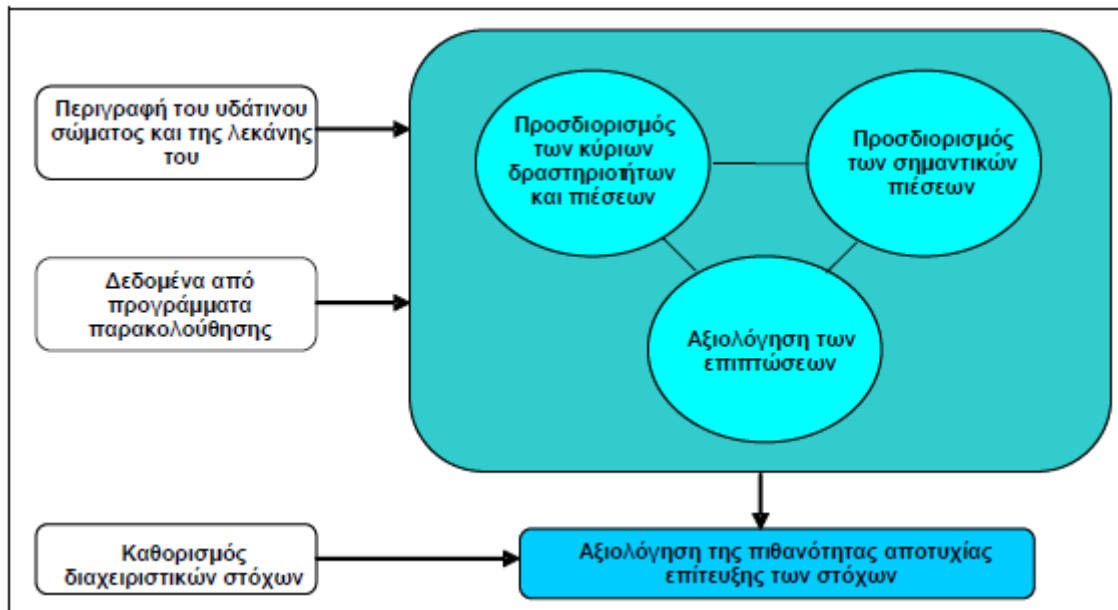 Περιγραφή του υδάτινου
σώματος και της λεκάνης
του
Προσδιορισμός
των κύριων
δραστηριοτήτων
και πιέσεων
Προσδιορισμός
των σημαντικών
πιέσεων
Δεδομένα από
προγράμματα
παρακολούθησης
Αξιολόγηση των
επιπτώσεων
Καθορισμός
διαχειριστικών στόχων
Αξιολόγηση της πιθανότητας αποτυχίας
επίτευξης των στόχων